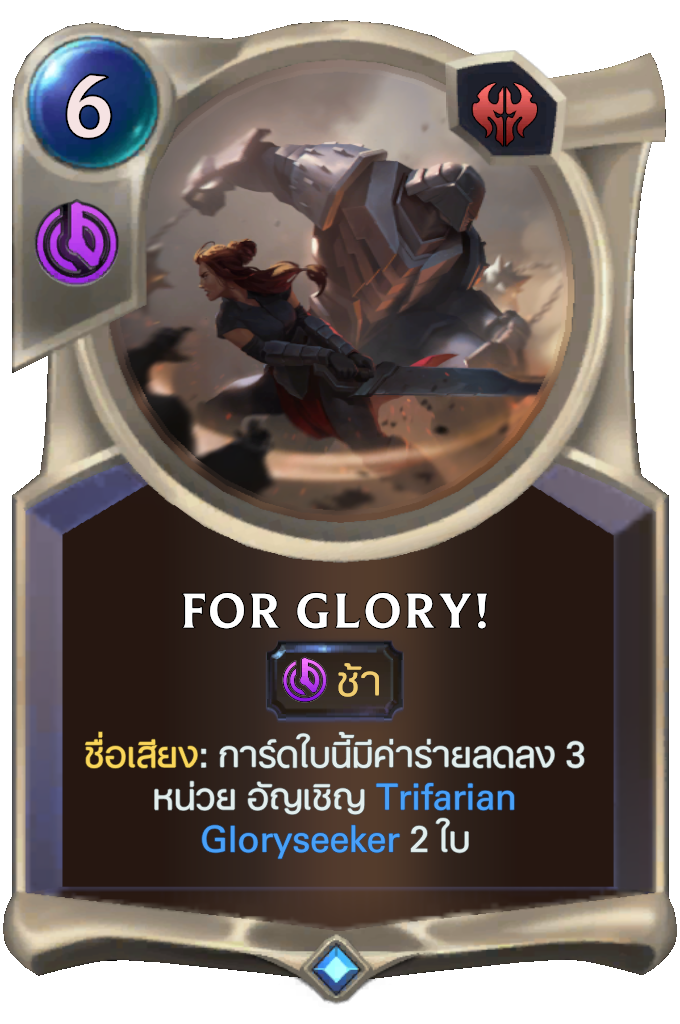 6
FOR GLORY!
ช้า
ชื่อเสียง: การ์ดใบนี้มีค่าร่ายลดลง 3
หน่วย อัญเชิญ Trifarian
Gloryseeker 2 ใบ